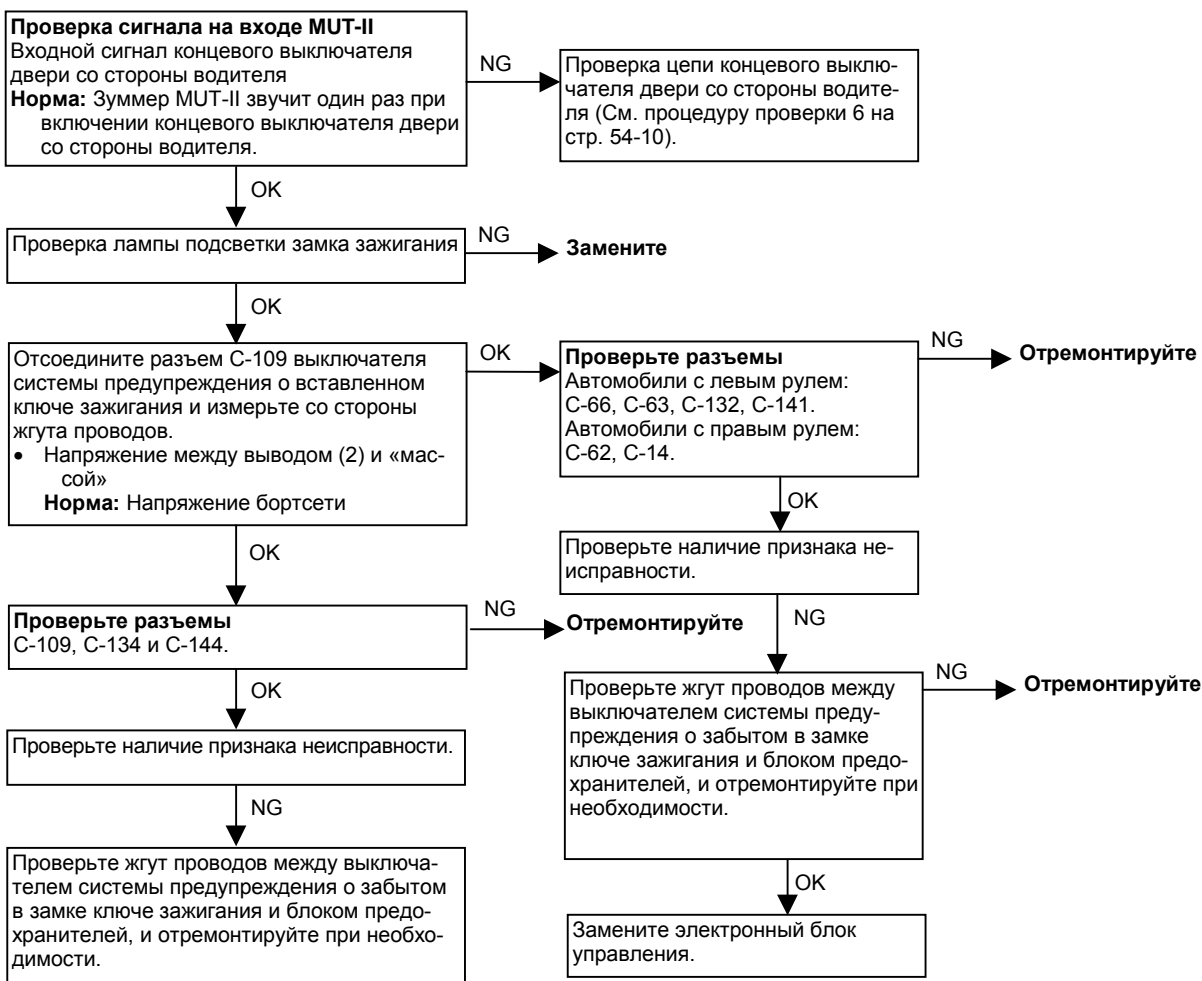 Проверка сигнала на входе MUT-II
Входной сигнал концевого выключателя
двери со стороны водителя
Норма: Зуммер MUT-II звучит один раз при
включении концевого выключателя двери
со стороны водителя.
NG
Проверка цепи концевого выклю-
чателя двери со стороны водите-
ля (См. процедуру проверки 6 на
стр. 54-10).
OK
Проверка лампы подсветки замка зажигания
NG
Замените
OK
Отсоедините разъем C-109 выключателя
системы предупреждения о вставленном
ключе зажигания и измерьте со стороны
жгута проводов.
• Напряжение между выводом (2) и «мас-
сой»
Норма: Напряжение бортсети
OK
Проверьте разъемы
Автомобили с левым рулем:
C-66, C-63, C-132, C-141.
Автомобили с правым рулем:
C-62, C-14.
NG
Отремонтируйте
OK
Проверьте наличие признака не-
исправности.
NG
Проверьте жгут проводов между
выключателем системы преду-
преждения о забытом в замке
ключе зажигания и блоком предо-
хранителей, и отремонтируйте при
необходимости.
NG
Отремонтируйте
OK
Замените электронный блок
управления.
OK
Проверьте разъемы
C-109, C-134 и C-144.
NG
Отремонтируйте
OK
Проверьте наличие признака неисправности.
NG
Проверьте жгут проводов между выключа-
телем системы предупреждения о забытом
в замке ключе зажигания и блоком предо-
хранителей, и отремонтируйте при необхо-
димости.